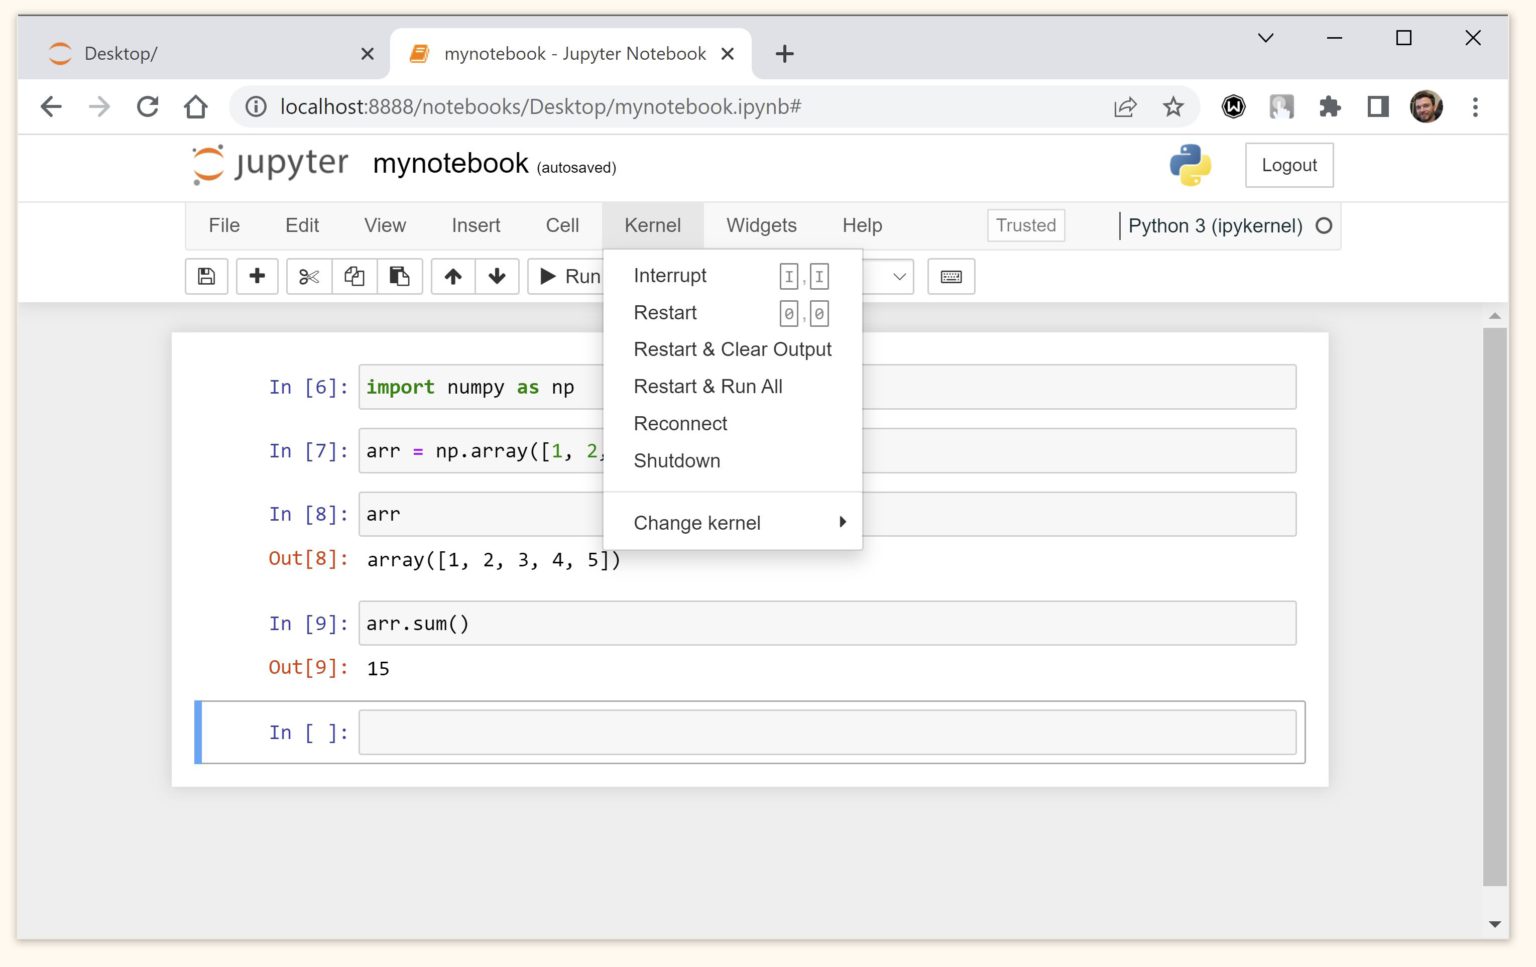 Desktop/
mynotebook - Jupyter Notebook
localhost:8888/notebooks/Desktop/mynotebook.ipynb#
jupyter mynotebook (autosaved)
Logout
File Edit View Insert Cell Kernel Widgets Help
Trusted
Python 3 (ipykernel)
Run
Interrupt I,I
Restart 0,0
Restart & Clear Output
Restart & Run All
Reconnect
Shutdown
Change kernel
In [6]: import numpy as np
In [7]: arr = np.array([1, 2,
In [8]: arr
Out[8]: array([1, 2, 3, 4, 5])
In [9]: arr.sum()
Out[9]: 15
In [ ]: